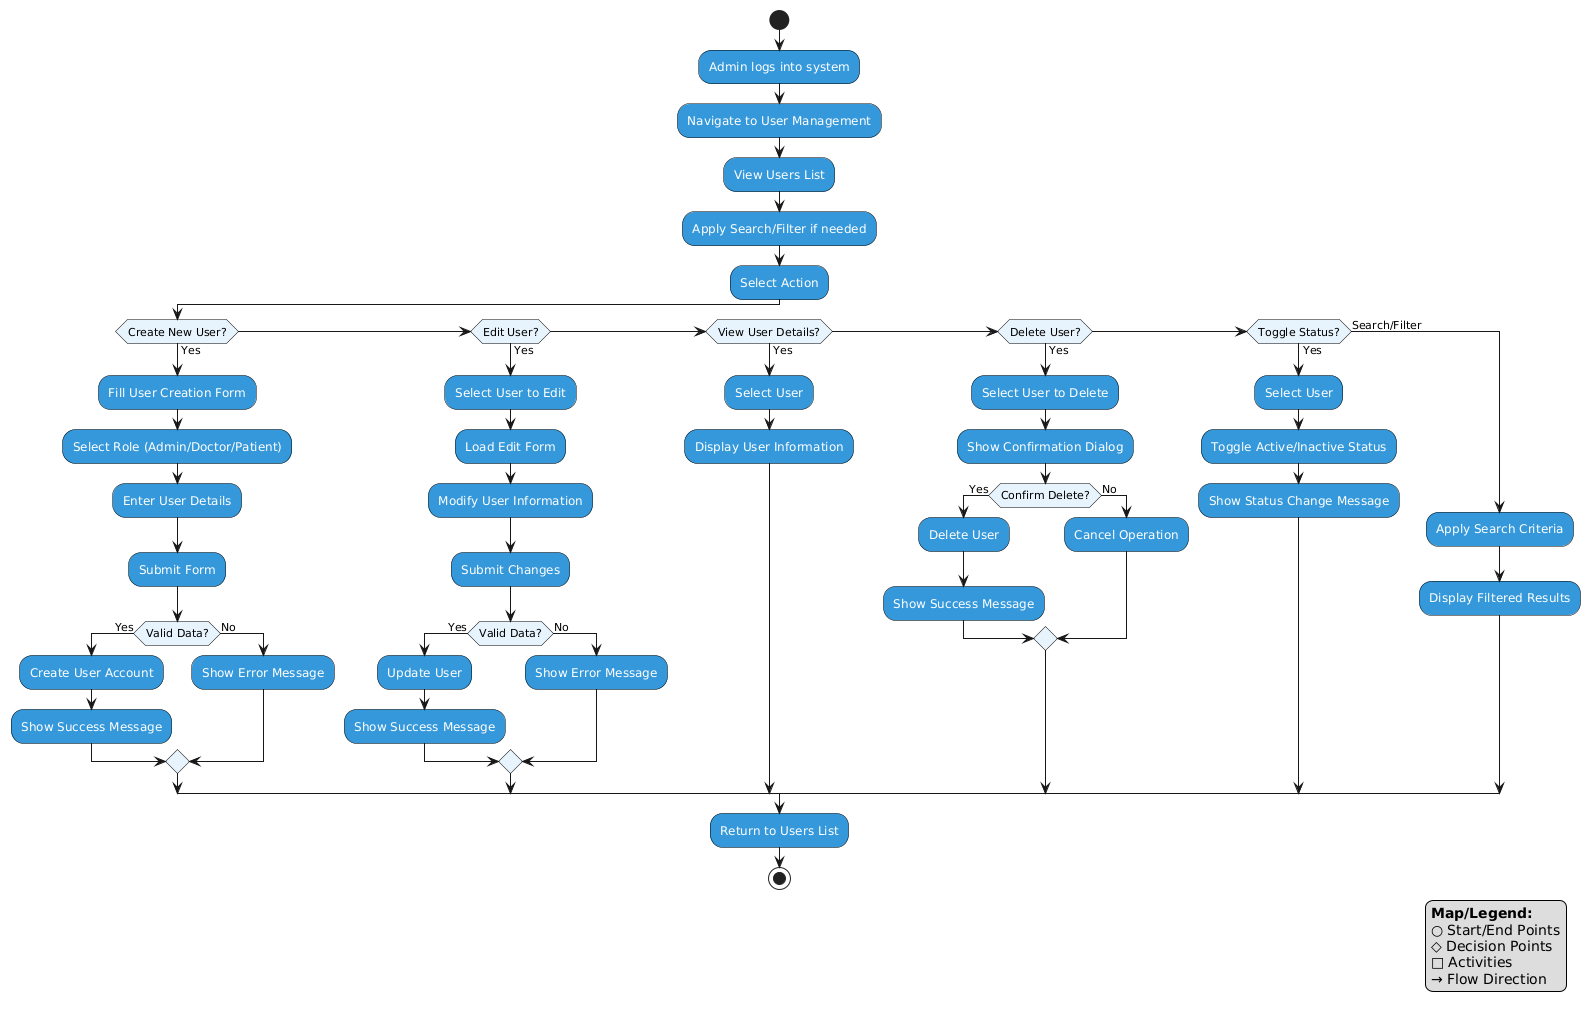 Admin logs into system
Navigate to User Management
View Users List
Apply Search/Filter if needed
Select Action
Create New User?
Yes
Fill User Creation Form
Select Role (Admin/Doctor/Patient)
Enter User Details
Submit Form
Valid Data?
Yes
No
Create User Account
Show Success Message
Show Error Message
Edit User?
Yes
Select User to Edit
Load Edit Form
Modify User Information
Submit Changes
Valid Data?
Yes
No
Update User
Show Success Message
Show Error Message
View User Details?
Yes
Select User
Display User Information
Delete User?
Yes
Select User to Delete
Show Confirmation Dialog
Confirm Delete?
Yes
No
Delete User
Show Success Message
Cancel Operation
Toggle Status?
Yes
Select User
Toggle Active/Inactive Status
Show Status Change Message
Search/Filter
Apply Search Criteria
Display Filtered Results
Return to Users List
Map/Legend:
○ Start/End Points
◇ Decision Points
□ Activities
→ Flow Direction